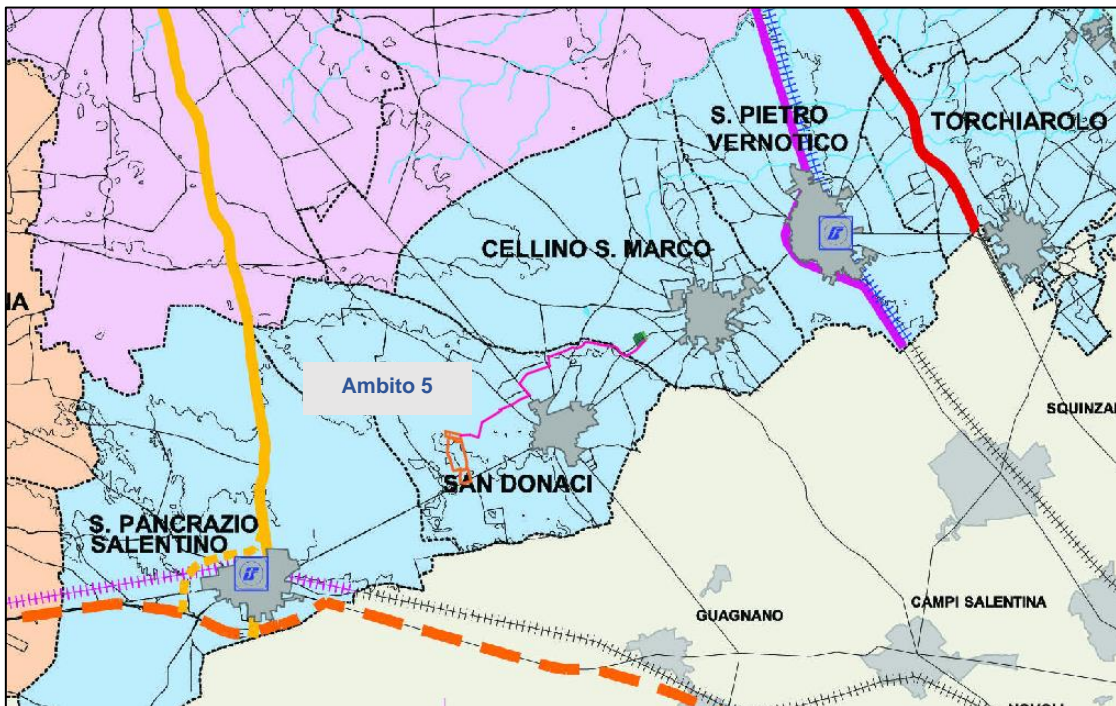 S. PIETRO
VERNOTICO
TORCHIAROLO
CELLINO S. MARCO
IA
Ambito 5
SQUINZA
SAN DONACI
S. PANCRAZIO
SALENTINO
GUAGNANO
CAMPI SALENTINA